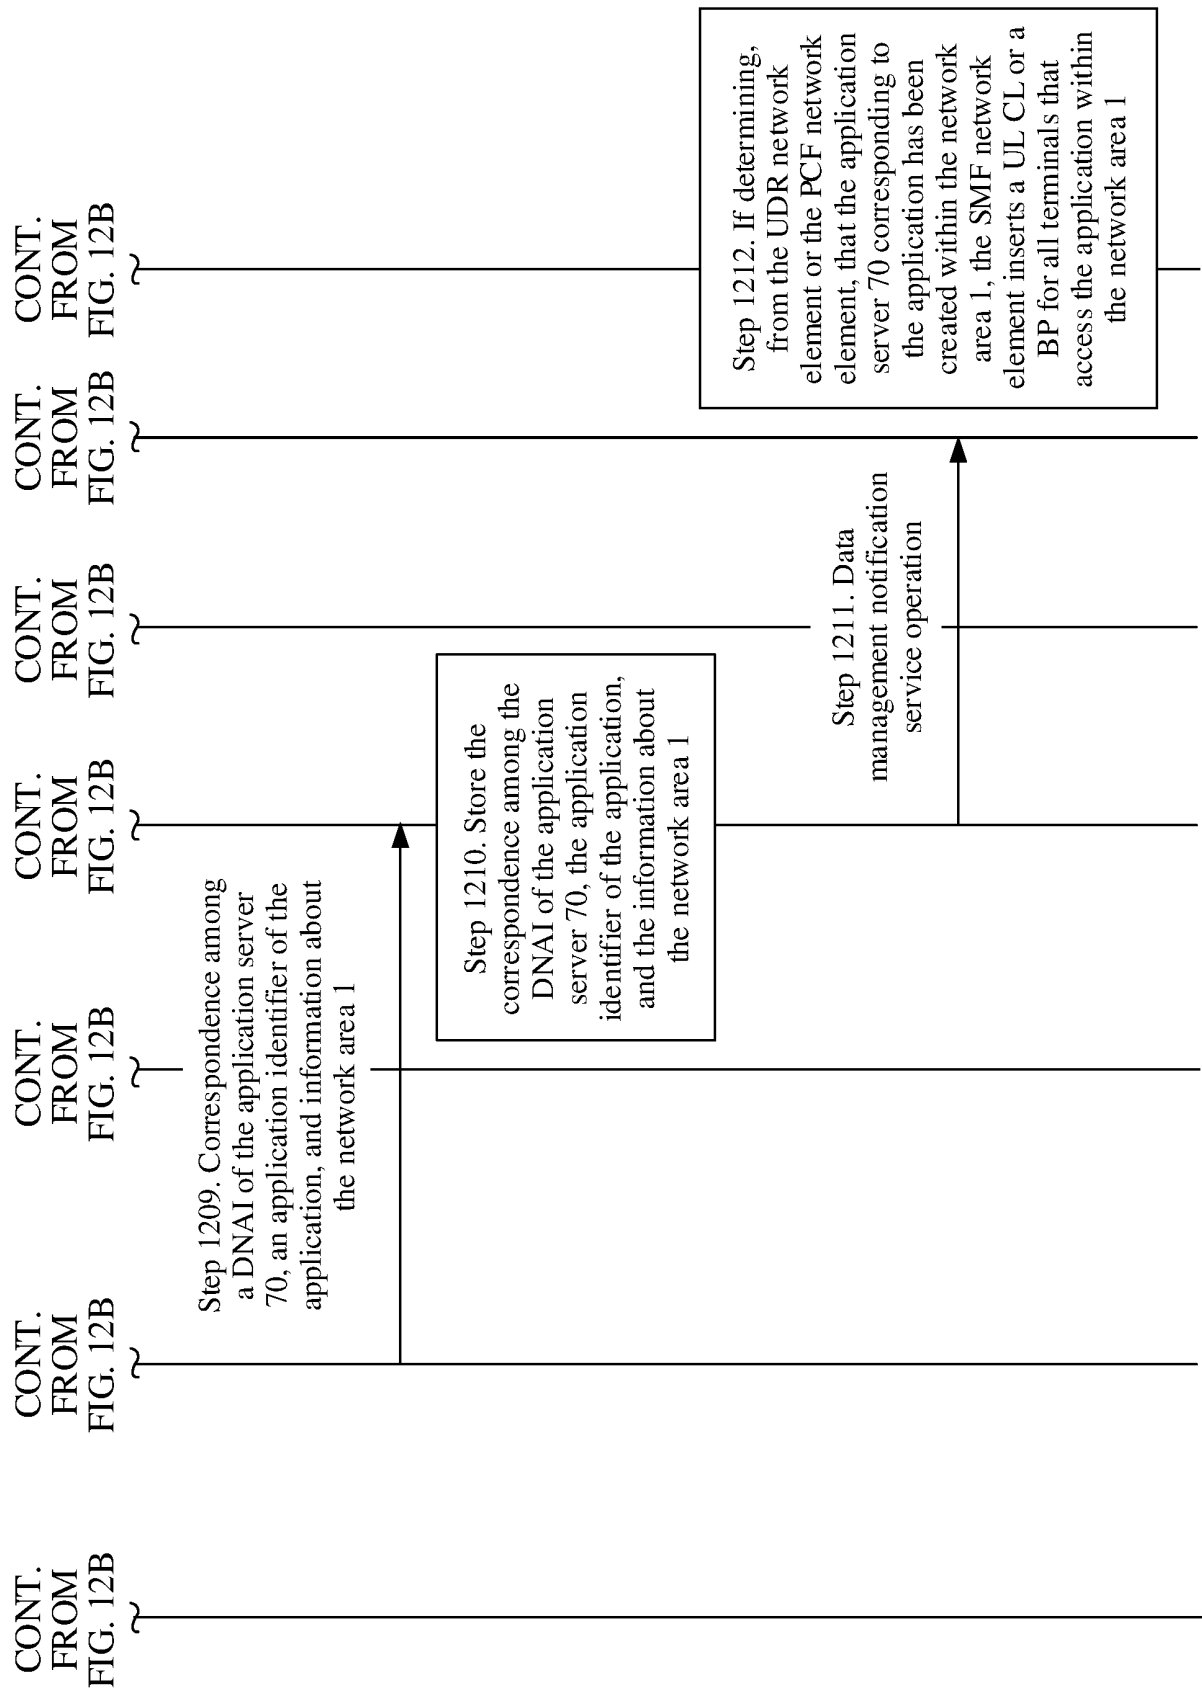 CONT.
FROM
FIG. 12B
CONT.
FROM
FIG. 12B
CONT.
FROM
FIG. 12B
CONT.
FROM
FIG. 12B
CONT.
FROM
FIG. 12B
CONT.
FROM
FIG. 12B
CONT.
FROM
FIG. 12B
Step 1209. Correspondence among
a DNAI of the application server
70, an application identifier of the
application, and information about
the network area 1
Step 1210. Store the
correspondence among the
DNAI of the application
server 70, the application
identifier of the application,
and the information about
the network area 1
Step 1211. Data
management notification
service operation
Step 1212. If determining,
from the UDR network
element or the PCF network
element, that the application
server 70 corresponding to
the application has been
created within the network
area 1, the SMF network
element inserts a UL CL or a
BP for all terminals that
access the application within
the network area 1